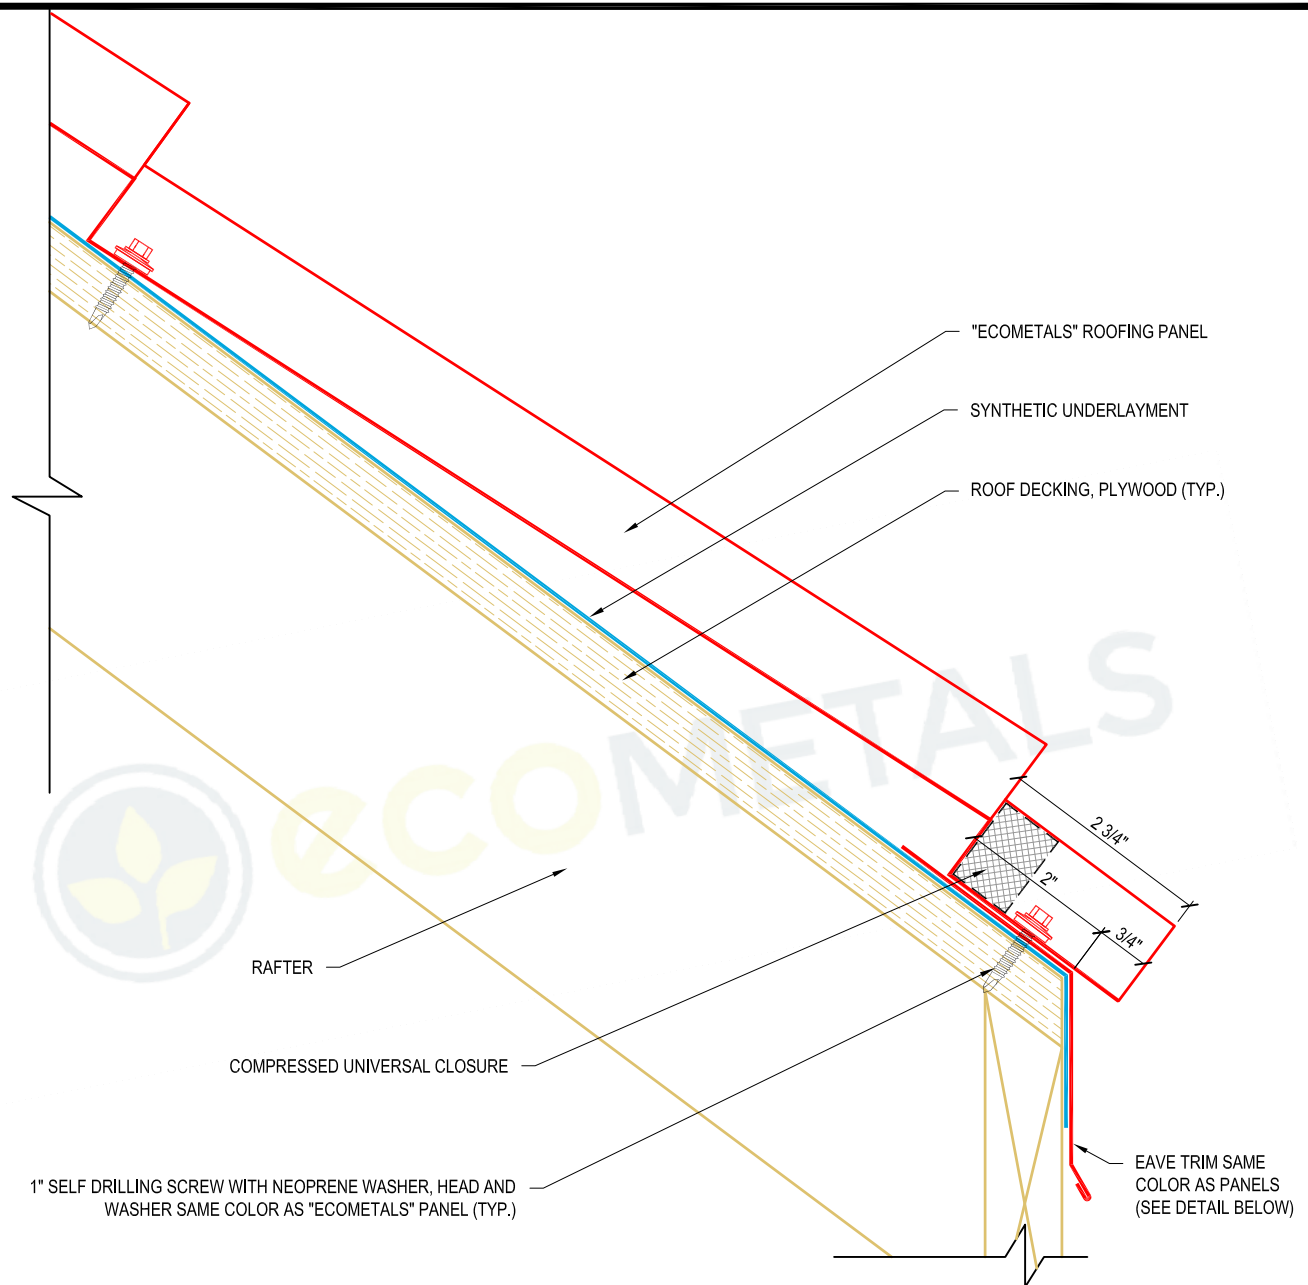 "ECOMETALS" ROOFING PANEL
SYNTHETIC UNDERLAYMENT
ROOF DECKING, PLYWOOD (TYP.)
ecoMETALS
2 3/4"
2"
3/4"
RAFTER
COMPRESSED UNIVERSAL CLOSURE
1" SELF DRILLING SCREW WITH NEOPRENE WASHER, HEAD AND
WASHER SAME COLOR AS "ECOMETALS" PANEL (TYP.)
EAVE TRIM SAME
COLOR AS PANELS
(SEE DETAIL BELOW)